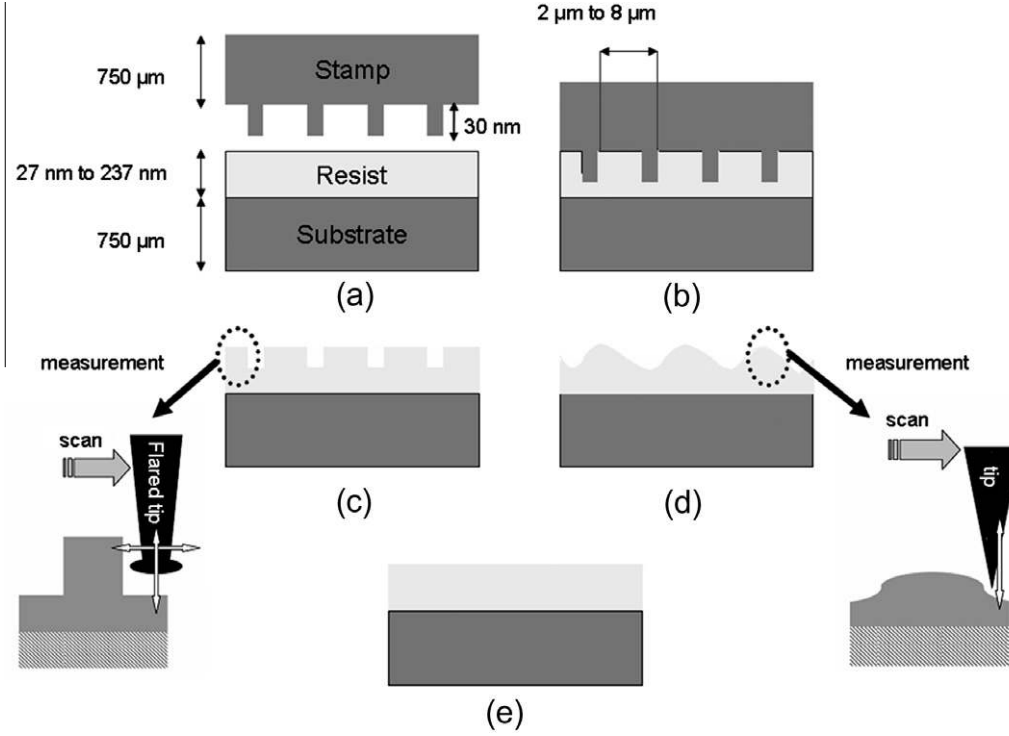 2 µm to 8 µm
750 µm
Stamp
30 nm
27 nm to 237 nm
Resist
750 µm
Substrate
(a)
(b)
measurement
measurement
scan
Flared tip
(c)
(d)
scan
tip
(e)